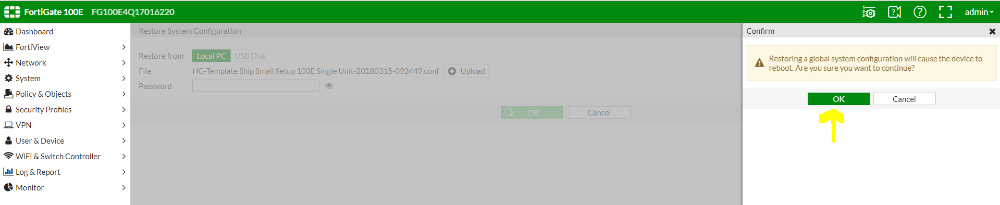 FortiGate 100E FG100E4Q17016220 admin
Dashboard
FortiView
Network
System
Policy & Objects
Security Profiles
VPN
User & Device
WiFi & Switch Controller
Log & Report
Monitor
Restore System Configuration
Restore from Local PC USB Disk
File HG-Template Ship Small Setup 100E Single Unit-20180315-093449.conf Upload
Password
OK Cancel
Confirm
Restoring a global system configuration will cause the device to
reboot. Are you sure you want to continue?
OK Cancel